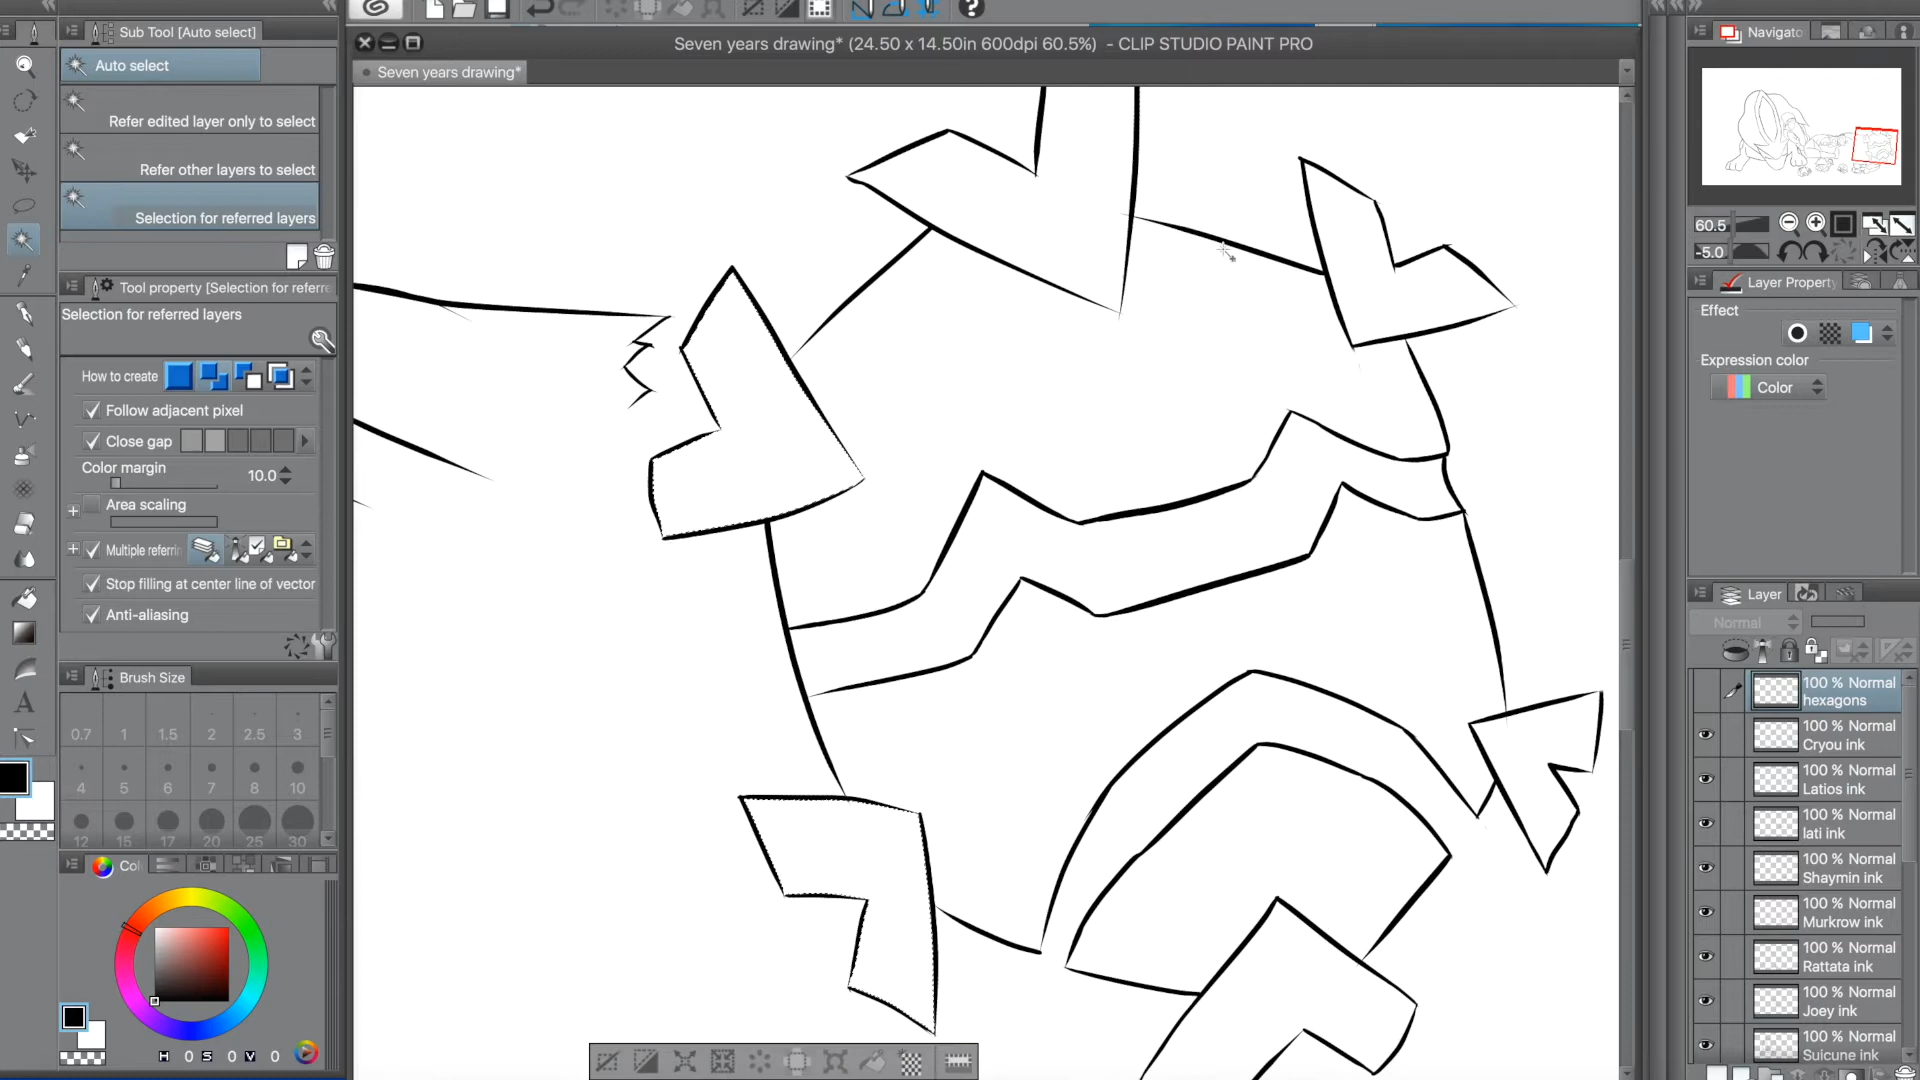 Sub Tool [Auto select]
Auto select
Refer edited layer only to select
Refer other layers to select
Selection for referred layers
Tool property [Selection for referre
Selection for referred layers
How to create
Follow adjacent pixel
Close gap
Color margin
10.0
Area scaling
Multiple referrin
Stop filling at center line of vector
Anti-aliasing
Brush Size
0.7 1 1.5 2 2.5 3
4 5 6 7 8 10
12 15 17 20 25 30
Col
H 0 S 0 V 0
Seven years drawing* (24.50 x 14.50in 600dpi 60.5%) - CLIP STUDIO PAINT PRO
Seven years drawing*
Navigato
60.5
-5.0
Layer Property
Effect
Expression color
Color
Layer
Normal
100 % Normal
hexagons
100 % Normal
Cryou ink
100 % Normal
Latios ink
100 % Normal
lati ink
100 % Normal
Shaymin ink
100 % Normal
Murkrow ink
100 % Normal
Rattata ink
100 % Normal
Joey ink
100 % Normal
Suicune ink